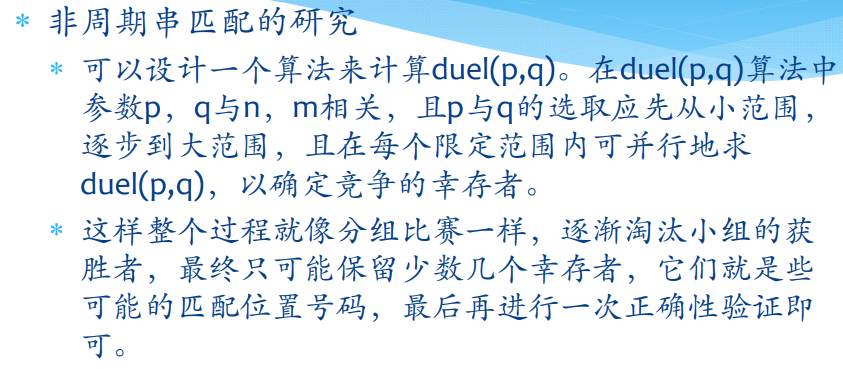 * 非周期串匹配的研究
* 可以设计一个算法来计算duel(p,q)。在duel(p,q)算法中
参数p，q与n，m相关，且p与q的选取应先从小范围，
逐步到大范围，且在每个限定范围内可并行地求
duel(p,q)，以确定竞争的幸存者。
* 这样整个过程就像分组比赛一样，逐渐淘汰小组的获
胜者，最终只可能保留少数几个幸存者，它们就是些
可能的匹配位置号码，最后再进行一次正确性验证即
可。